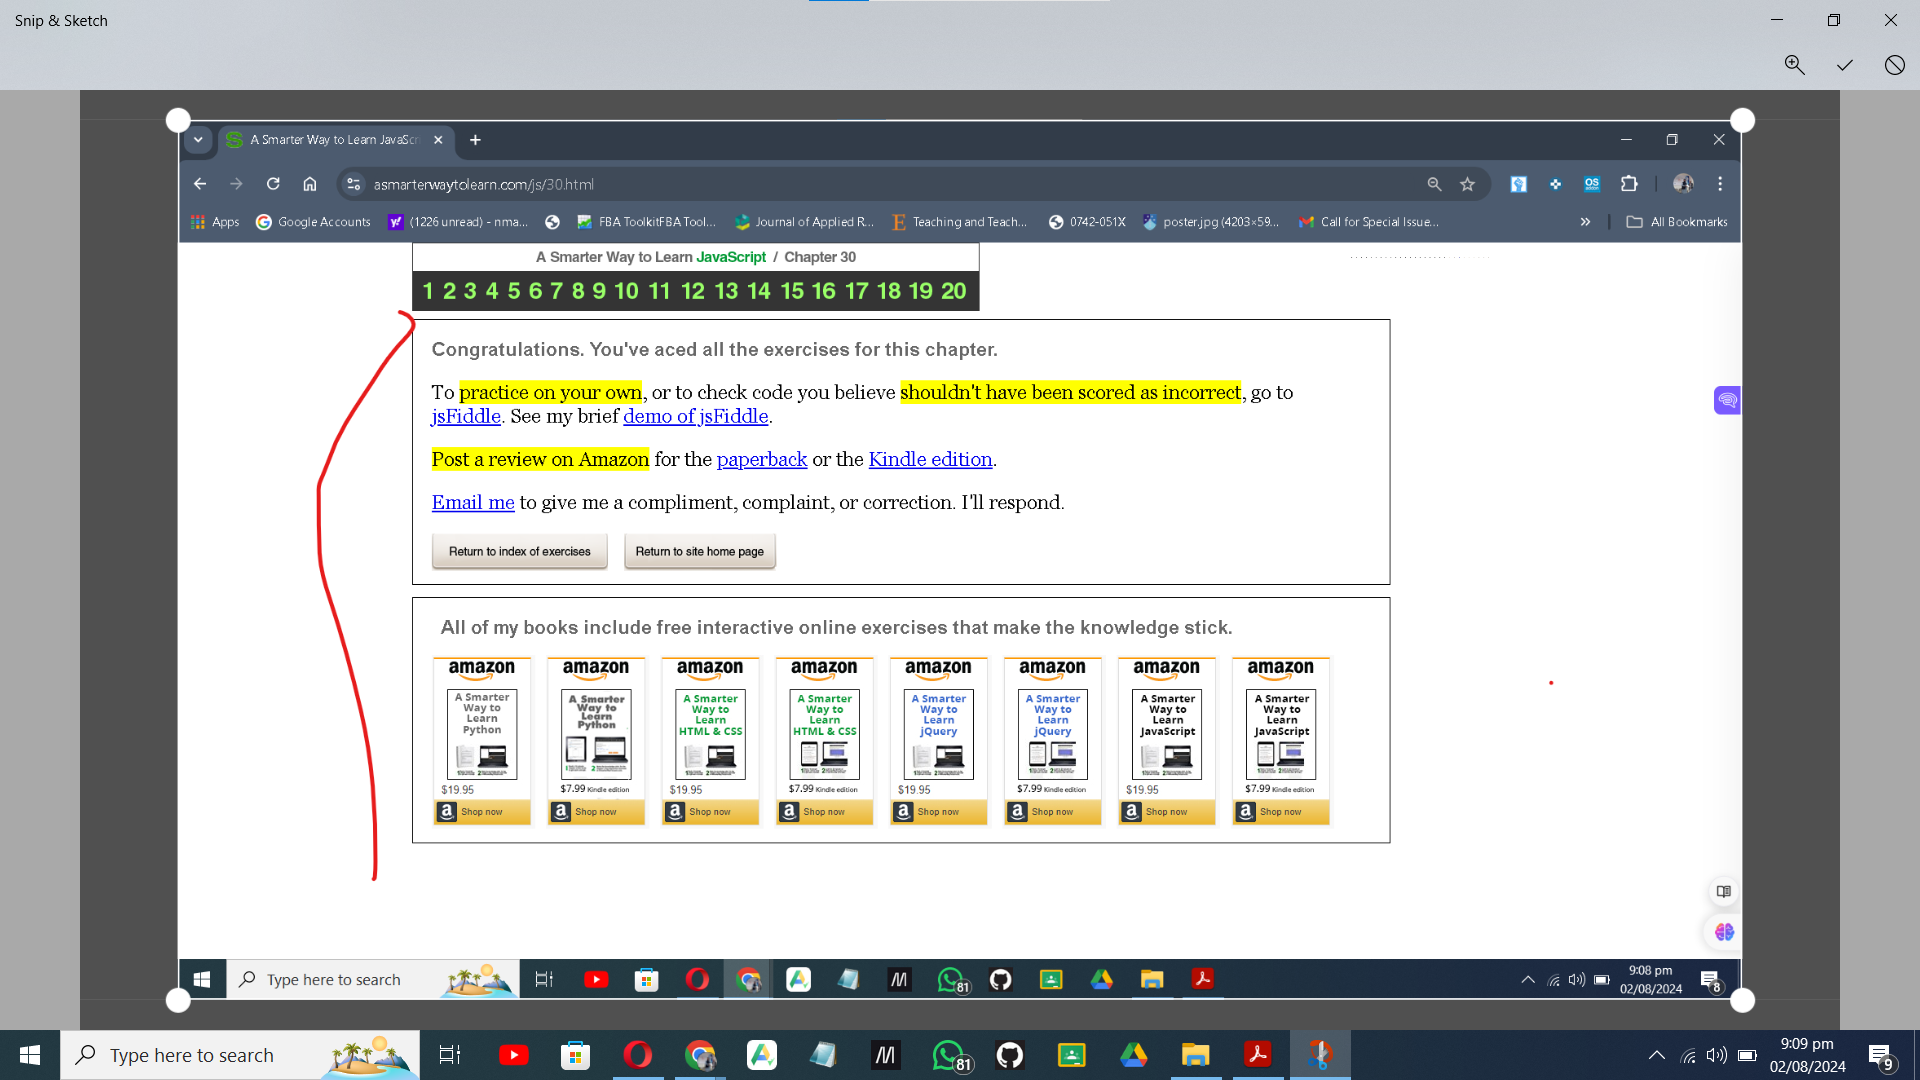 Snip & Sketch
A Smarter Way to Learn JavaScr
asmarterwaytolearn.com/js/30.html
OS
Apps
Google Accounts
(1226 unread) - nma...
FBA ToolkitFBA Tool...
Journal of Applied R...
Teaching and Teach...
0742-051X
poster.jpg (4203×59...
Call for Special Issue...
»
All Bookmarks
A Smarter Way to Learn JavaScript / Chapter 30
1 2 3 4 5 6 7 8 9 10 11 12 13 14 15 16 17 18 19 20
Congratulations. You've aced all the exercises for this chapter.
To practice on your own, or to check code you believe shouldn't have been scored as incorrect, go to
jsFiddle. See my brief demo of jsFiddle.
Post a review on Amazon for the paperback or the Kindle edition.
Email me to give me a compliment, complaint, or correction. I'll respond.
Return to index of exercises
Return to site home page
All of my books include free interactive online exercises that make the knowledge stick.
amazon amazon amazon amazon amazon amazon amazon amazon
A Smarter Way to Learn Python
A Smarter Way to Learn Python
A Smarter Way to Learn HTML & CSS
A Smarter Way to Learn HTML & CSS
A Smarter Way to Learn jQuery
A Smarter Way to Learn jQuery
A Smarter Way to Learn JavaScript
A Smarter Way to Learn JavaScript
$19.95 $7.99 Kindle edition $19.95 $7.99 Kindle edition $19.95 $7.99 Kindle edition $19.95 $7.99 Kindle edition
Shop now Shop now Shop now Shop now Shop now Shop now Shop now Shop now
Type here to search
81
9:08 pm
02/08/2024
8
Type here to search
81
9:09 pm
02/08/2024
9